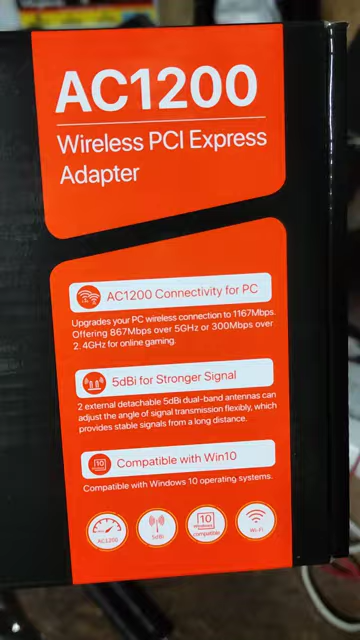 AC1200
Wireless PCI Express
Adapter
AC1200 Connectivity for PC
Upgrades your PC wireless connection to 1167Mbps.
Offering 867Mbps over 5GHz or 300Mbps over
2.4GHz for online gaming.
5dBi for Stronger Signal
2 external detachable 5dBi dual-band antennas can
adjust the angle of signal transmission flexibly, which
provides stable signals from a long distance.
10
Compatible with Win10
Compatible with Windows 10 operating systems.
AC1200
5dBi
10
Windows
compatible
Wi-Fi